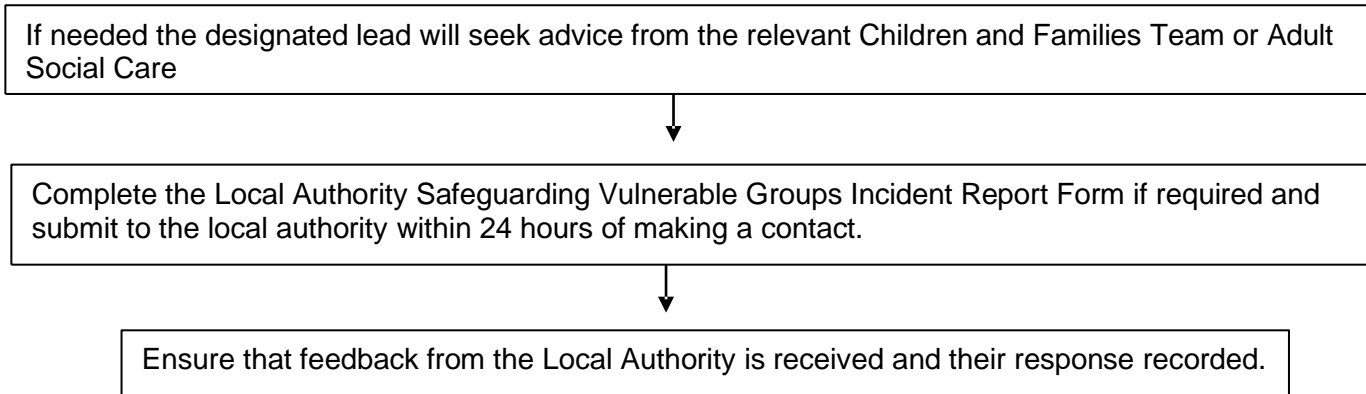 If needed the designated lead will seek advice from the relevant Children and Families Team or Adult
Social Care
Complete the Local Authority Safeguarding Vulnerable Groups Incident Report Form if required and
submit to the local authority within 24 hours of making a contact.
Ensure that feedback from the Local Authority is received and their response recorded.